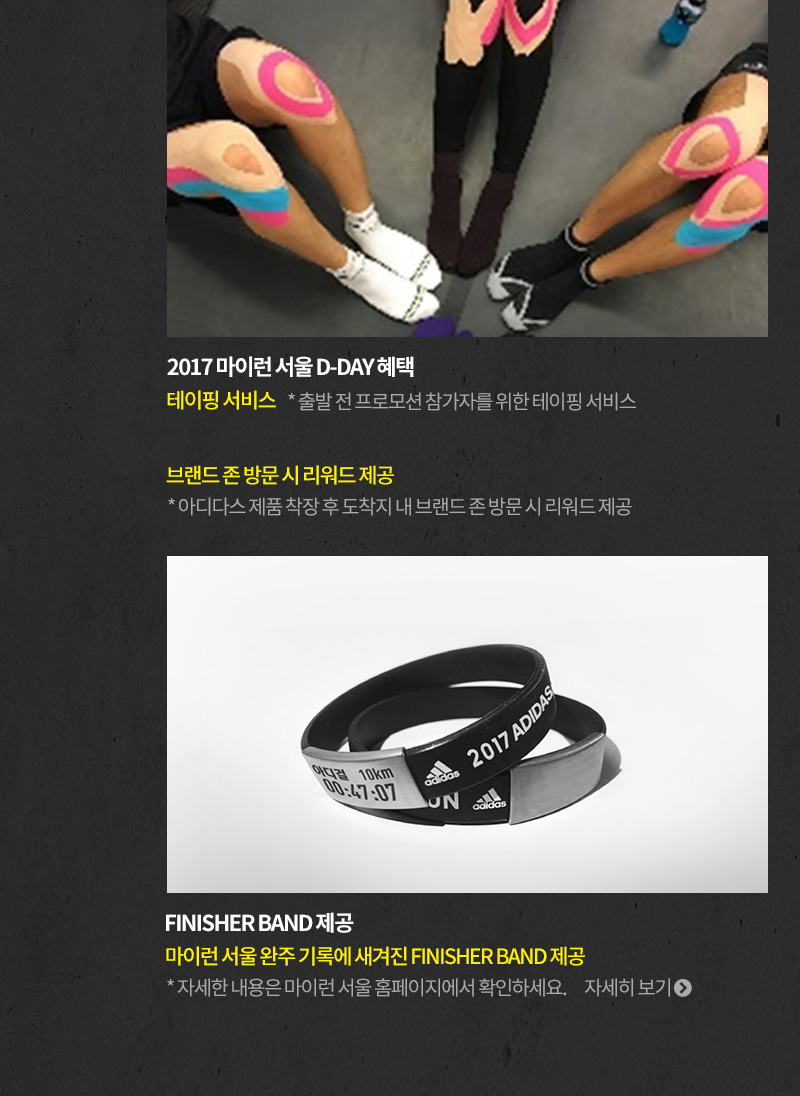 2017 마이런 서울 D-DAY 혜택
테이핑 서비스 * 출발 전 프로모션 참가자를 위한 테이핑 서비스
브랜드 존 방문 시 리워드 제공
* 아디다스 제품 착장 후 도착지 내 브랜드 존 방문 시 리워드 제공
2017 ADIDAS
아디걸 10km
00:47:07
adidas
UN
adidas
FINISHER BAND 제공
마이런 서울 완주 기록에 새겨진 FINISHER BAND 제공
* 자세한 내용은 마이런 서울 홈페이지에서 확인하세요. 자세히 보기